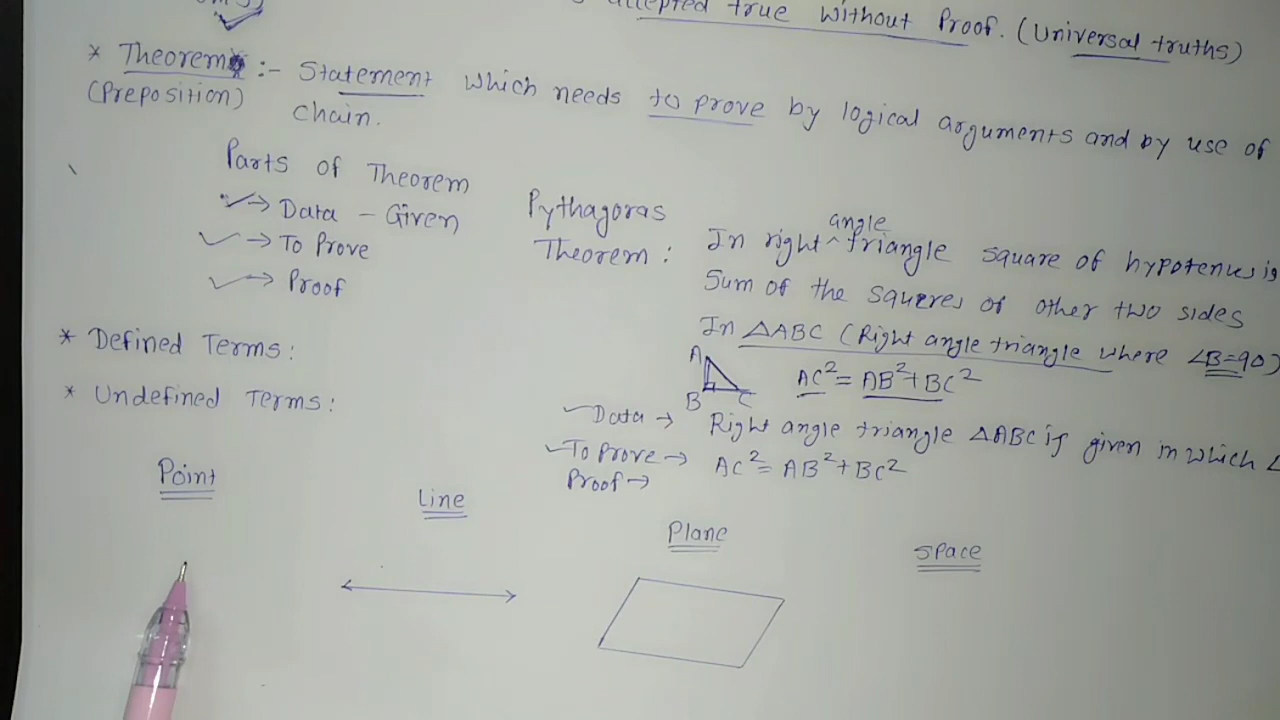 accepted true without Proof. (Universal truths)
* Theorem :- Statement which needs to prove by logical arguments and by use of
(Preposition) chain.
Parts of Theorem
→ Data - Given
→ To Prove
→ Proof
Pythagoras
Theorem :
angle
In right ^ triangle square of hypotenus is
Sum of the squeres of other two sides
In △ABC (Right angle triangle where ∠B=90)
A
B C
AC² = AB² + BC²
Data → Right angle triangle △ABC is given in which ∠
To Prove → AC² = AB² + BC²
Proof →
* Defined Terms :
* Undefined Terms :
Point
Line
Plane
Space